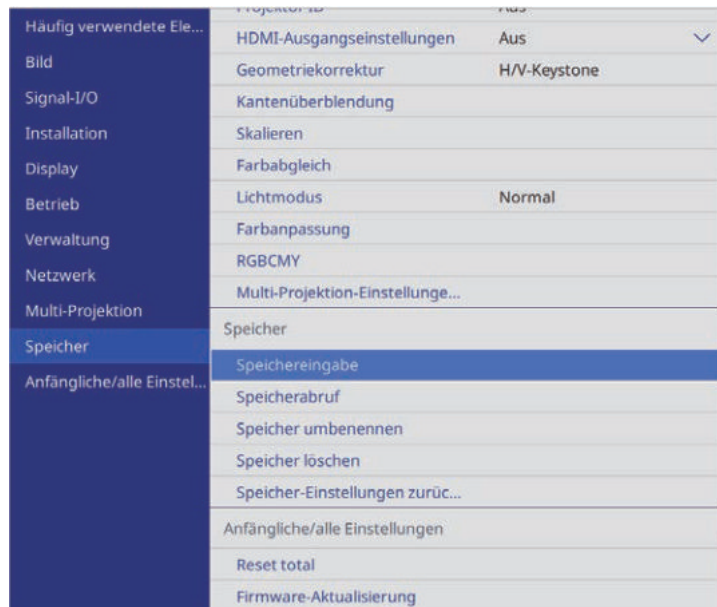 Häufig verwendete Ele...
Bild
Signal-I/O
Installation
Display
Betrieb
Verwaltung
Netzwerk
Multi-Projektion
Speicher
Anfängliche/alle Einstel...
HDMI-Ausgangseinstellungen Aus
Geometriekorrektur H/V-Keystone
Kantenüberblendung
Skalieren
Farbabgleich
Lichtmodus Normal
Farbanpassung
RGBCMY
Multi-Projektion-Einstellunge...
Speicher
Speichereingabe
Speicherabruf
Speicher umbenennen
Speicher löschen
Speicher-Einstellungen zurüc...
Anfängliche/alle Einstellungen
Reset total
Firmware-Aktualisierung